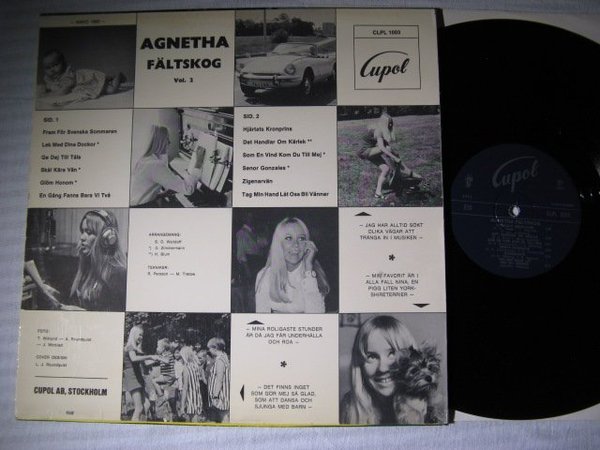 AGNETHA
FÄLTSKOG
Vol. 2
CLPL 1003
Cupol
SID. 1
Fram För Svenska Sommaren
Lek Med Dina Dockor *
Ge Dej Till Tåls
Skål Kära Vän *
Glöm Honom *
En Gång Fanns Bara Vi Två
SID. 2
Hjärtats Kronprins
Det Handlar Om Kärlek **
Som En Vind Kom Du Till Mej *
Senor Gonzales *
Zigenarvän
Tag Min Hand Låt Oss Bli Vänner
ARRANGEMANG:
TEKNIKER:
— JAG HAR ALLTID SÖKT
OLIKA VÄGAR ATT
TRÄNGA IN I MUSIKEN —
*
— MIN FAVORIT ÄR I
ALLA FALL NINA, EN
PIGG LITEN YORK-
SHIRETERRIER —
FOTO:
COVER DESIGN:
CUPOL AB, STOCKHOLM
— MINA ROLIGASTE STUNDER
ÄR DÅ JAG FÅR UNDERHÅLLA
OCH ROA —
*
— DET FINNS INGET
SOM GÖR MEJ SÅ GLAD,
SOM ATT DANSA OCH
SJUNGA MED BARN —
Cupol